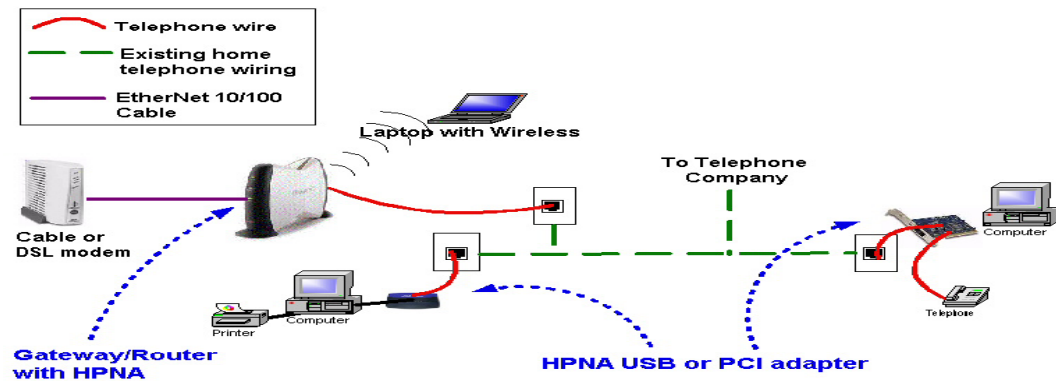 Telephone wire
Existing home
telephone wiring
EtherNet 10/100
Cable
Laptop with Wireless
To Telephone
Company
Cable or
DSL modem
Computer
Computer
Printer
Telephone
Gateway/Router
with HPNA
HPNA USB or PCI adapter